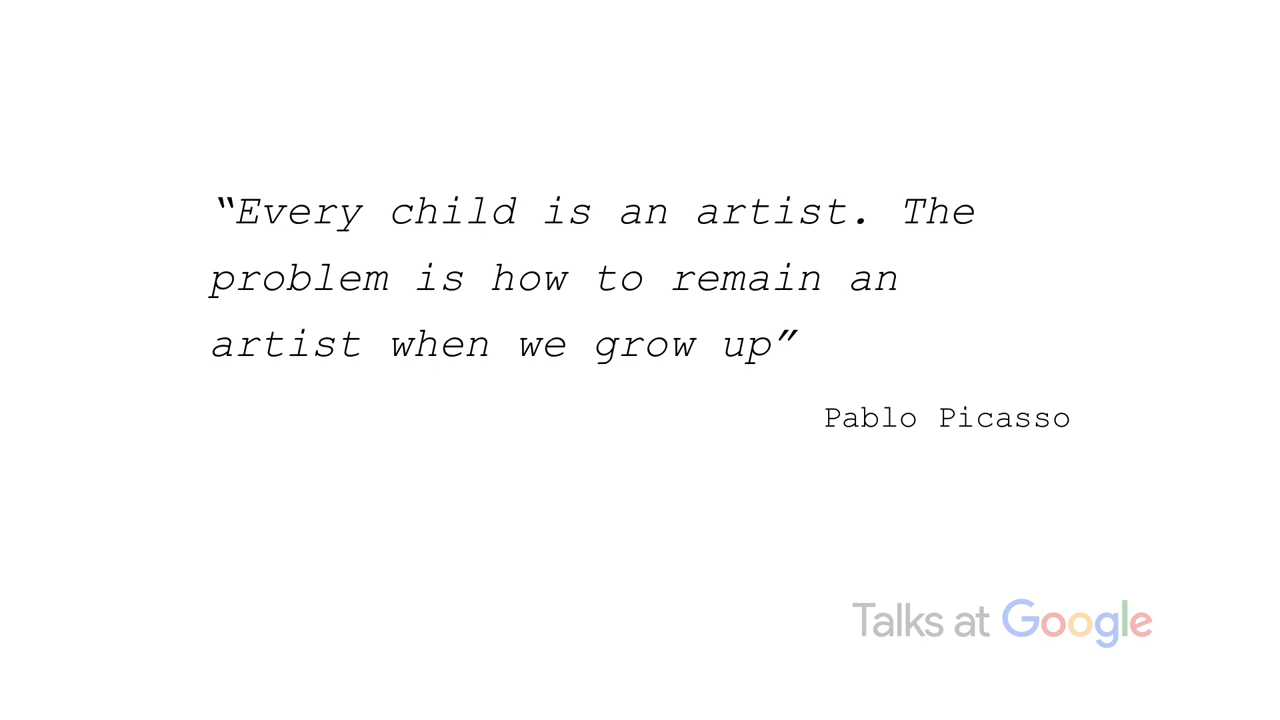 “Every child is an artist. The
problem is how to remain an
artist when we grow up”
Pablo Picasso
Talks at Google